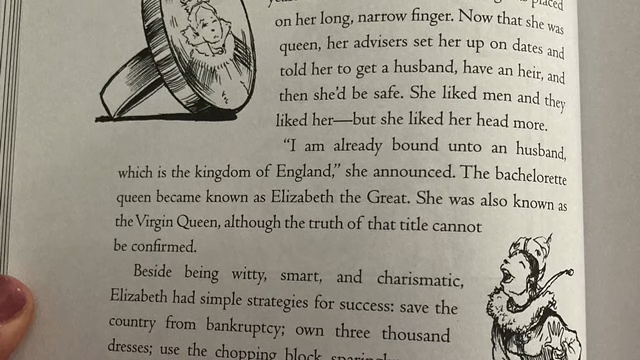 placed
on her long, narrow finger. Now that she was
queen, her advisers set her up on dates and
told her to get a husband, have an heir, and
then she'd be safe. She liked men and they
liked her—but she liked her head more.
"I am already bound unto an husband,
which is the kingdom of England," she announced. The bachelorette
queen became known as Elizabeth the Great. She was also known as
the Virgin Queen, although the truth of that title cannot
be confirmed.
Beside being witty, smart, and charismatic,
Elizabeth had simple strategies for success: save the
country from bankruptcy; own three thousand
dresses; use the chopping block sparingly